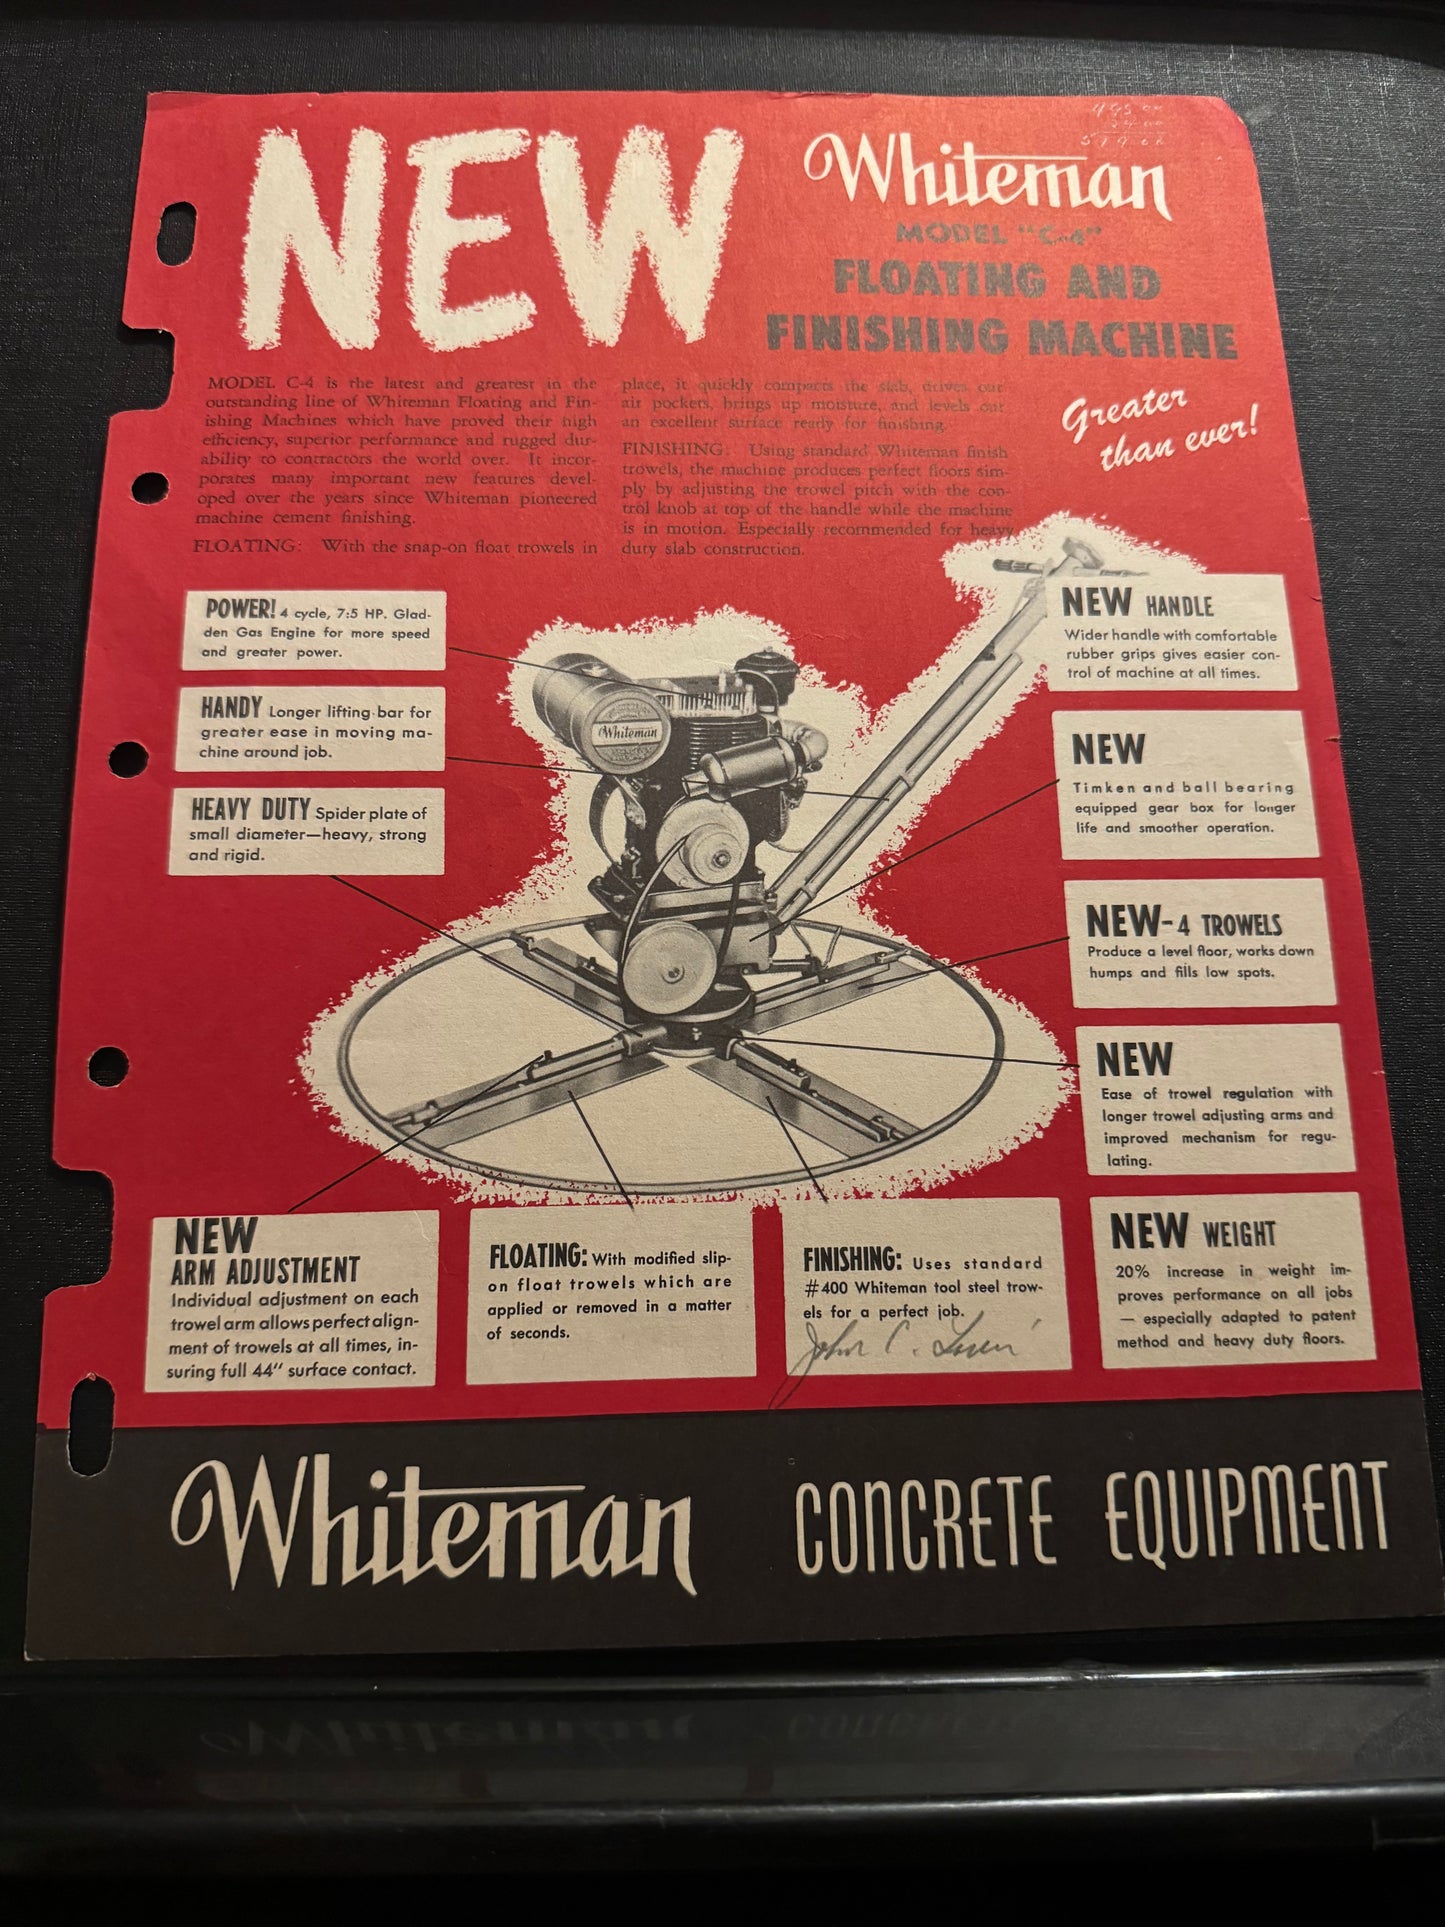 NEW
495.00
24.00
519.00
Whiteman
MODEL "C-4"
FLOATING AND
FINISHING MACHINE
Greater
than ever!
MODEL C-4 is the latest and greatest in the
outstanding line of Whiteman Floating and Fin-
ishing Machines which have proved their high
efficiency, superior performance and rugged dur-
ability to contractors the world over. It incor-
porates many important new features devel-
oped over the years since Whiteman pioneered
machine cement finishing.
FLOATING: With the snap-on float trowels in
place, it quickly compacts the slab, drives out
air pockets, brings up moisture, and levels out
an excellent surface ready for finishing.
FINISHING: Using standard Whiteman finish
trowels, the machine produces perfect floors sim-
ply by adjusting the trowel pitch with the con-
trol knob at top of the handle while the machine
is in motion. Especially recommended for heavy
duty slab construction.
POWER! 4 cycle, 7:5 HP. Glad-
den Gas Engine for more speed
and greater power.
HANDY Longer lifting bar for
greater ease in moving ma-
chine around job.
HEAVY DUTY Spider plate of
small diameter—heavy, strong
and rigid.
Whiteman
NEW HANDLE
Wider handle with comfortable
rubber grips gives easier con-
trol of machine at all times.
NEW
Timken and ball bearing
equipped gear box for longer
life and smoother operation.
NEW-4 TROWELS
Produce a level floor, works down
humps and fills low spots.
NEW
Ease of trowel regulation with
longer trowel adjusting arms and
improved mechanism for regu-
lating.
NEW WEIGHT
20% increase in weight im-
proves performance on all jobs
— especially adapted to patent
method and heavy duty floors.
NEW
ARM ADJUSTMENT
Individual adjustment on each
trowel arm allows perfect align-
ment of trowels at all times, in-
suring full 44" surface contact.
FLOATING: With modified slip-
on float trowels which are
applied or removed in a matter
of seconds.
FINISHING: Uses standard
#400 Whiteman tool steel trow-
els for a perfect job.
John C.
Whiteman CONCRETE EQUIPMENT